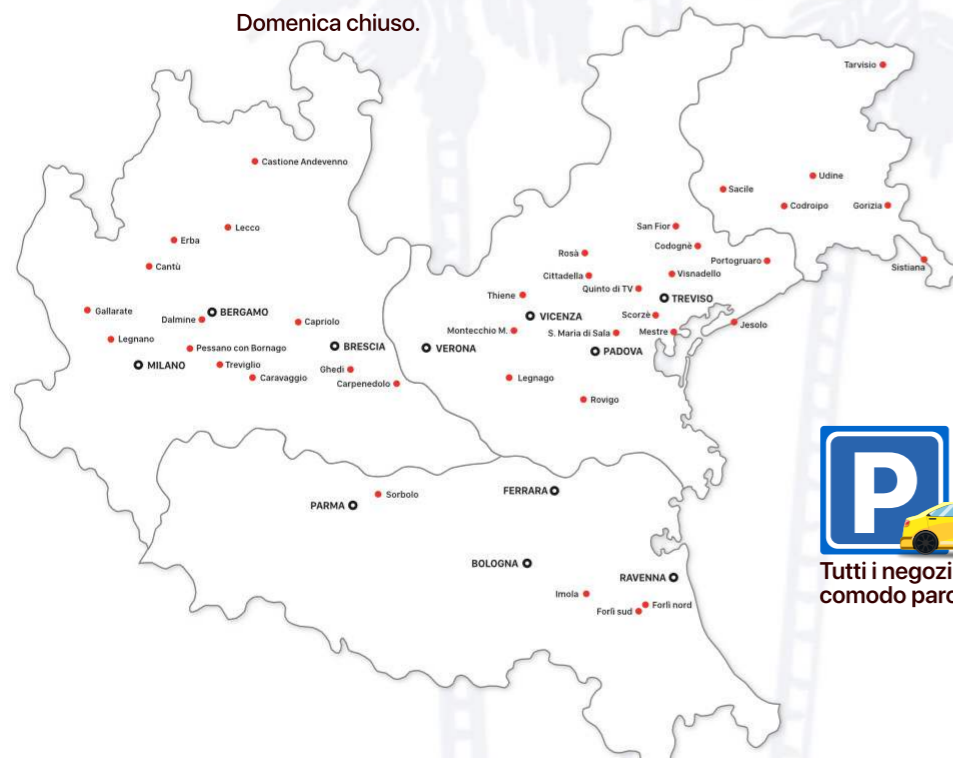 Domenica chiuso.
Tarvisio
Castione Andevenno
Udine
Sacile
Codroipo
Gorizia
Lecco
San Fior
Erba
Codognè
Rosà
Portogruaro
Sistiana
Cantù
Cittadella
Visnadello
Quinto di TV
Thiene
TREVISO
Gallarate
BERGAMO
Dalmine
Capriolo
VICENZA
Scorzè
Jesolo
Montecchio M.
S. Maria di Sala
Mestre
Legnano
Pessano con Bornago
BRESCIA
VERONA
PADOVA
MILANO
Treviglio
Ghedi
Caravaggio
Carpenedolo
Legnago
Rovigo
Sorbolo
FERRARA
PARMA
P
BOLOGNA
RAVENNA
Tutti i negozi
comodo parc
Imola
Forlì nord
Forlì sud